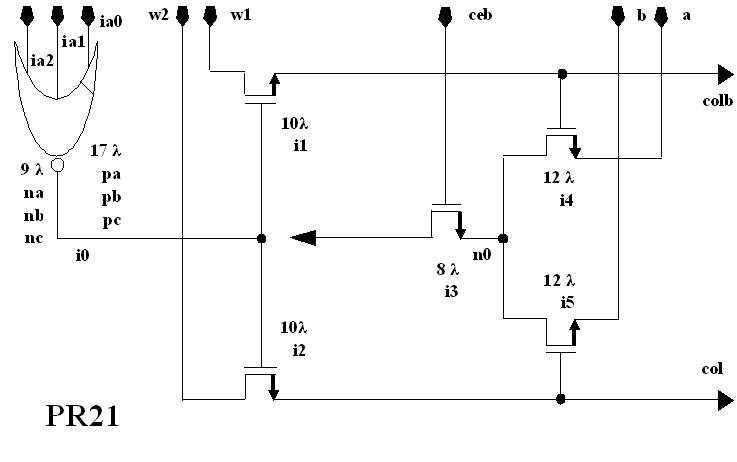 w2
w1
ceb
b
a
ia0
ia1
ia2
colb
10λ
i1
17 λ
pa
pb
pc
9 λ
na
nb
nc
i0
12 λ
i4
n0
8 λ
i3
12 λ
i5
10λ
i2
col
PR21